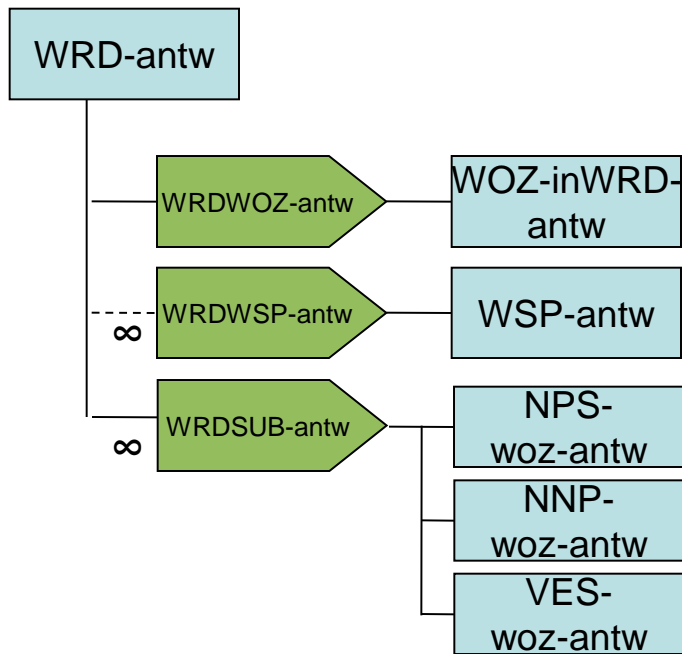 WRD-antw
WRDWOZ-antw
WOZ-inWRD-
antw
WRDWSP-antw
∞
WSP-antw
WRDSUB-antw
∞
NPS-
woz-antw
NNP-
woz-antw
VES-
woz-antw